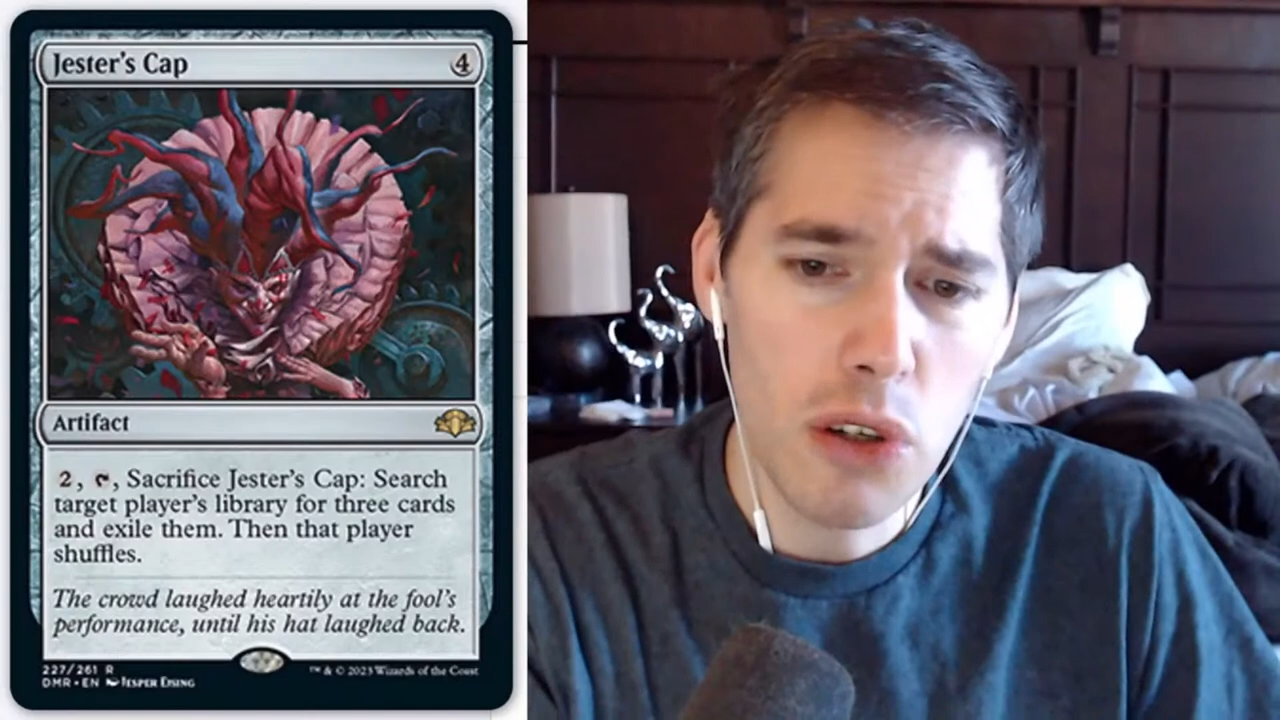 Jester's Cap 4
Artifact
2, T, Sacrifice Jester's Cap: Search
target player's library for three cards
and exile them. Then that player
shuffles.
The crowd laughed heartily at the fool's
performance, until his hat laughed back.
227/261 R
DMR • EN Jesper Ejsing
™ & © 2023 Wizards of the Coast